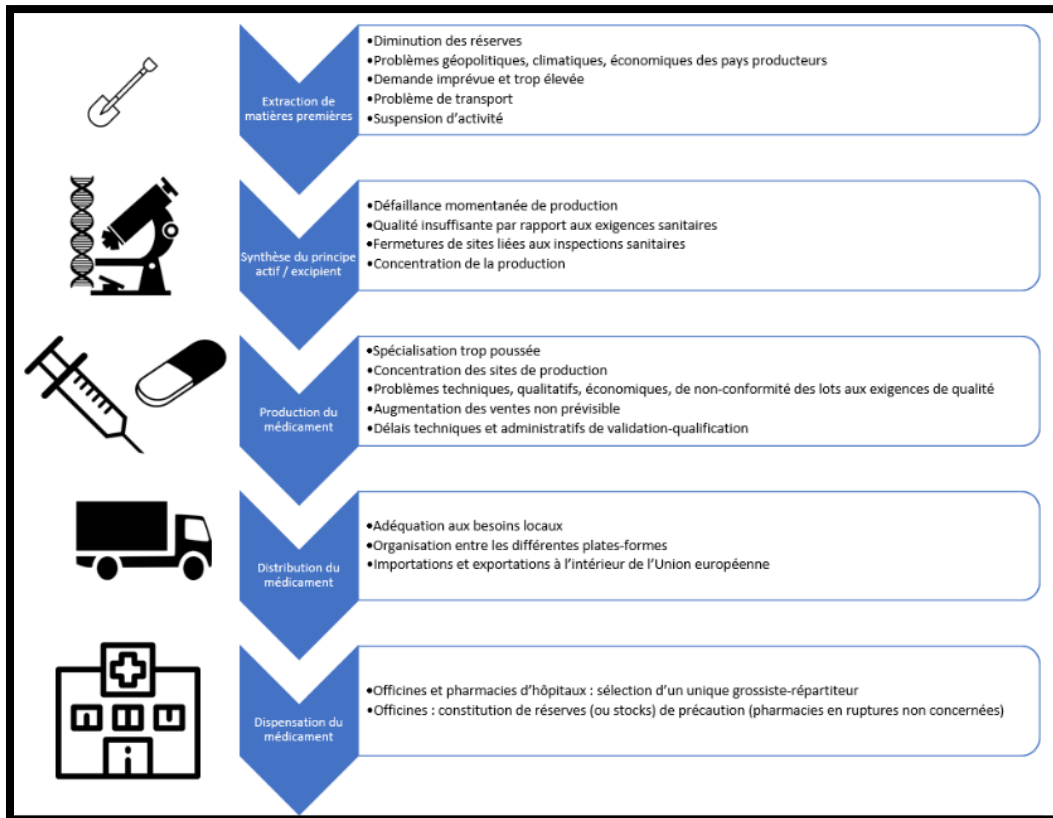 Extraction de
matières premières
•Diminution des réserves
•Problèmes géopolitiques, climatiques, économiques des pays producteurs
•Demande imprévue et trop élevée
•Problème de transport
•Suspension d'activité
Synthèse du principe
actif / excipient
•Défaillance momentanée de production
•Qualité insuffisante par rapport aux exigences sanitaires
•Fermetures de sites liées aux inspections sanitaires
•Concentration de la production
Production du
médicament
•Spécialisation trop poussée
•Concentration des sites de production
•Problèmes techniques, qualitatifs, économiques, de non-conformité des lots aux exigences de qualité
•Augmentation des ventes non prévisible
•Délais techniques et administratifs de validation-qualification
Distribution du
médicament
•Adéquation aux besoins locaux
•Organisation entre les différentes plates-formes
•Importations et exportations à l'intérieur de l'Union européenne
Dispensation du
médicament
•Officines et pharmacies d'hôpitaux : sélection d'un unique grossiste-répartiteur
•Officines : constitution de réserves (ou stocks) de précaution (pharmacies en ruptures non concernées)